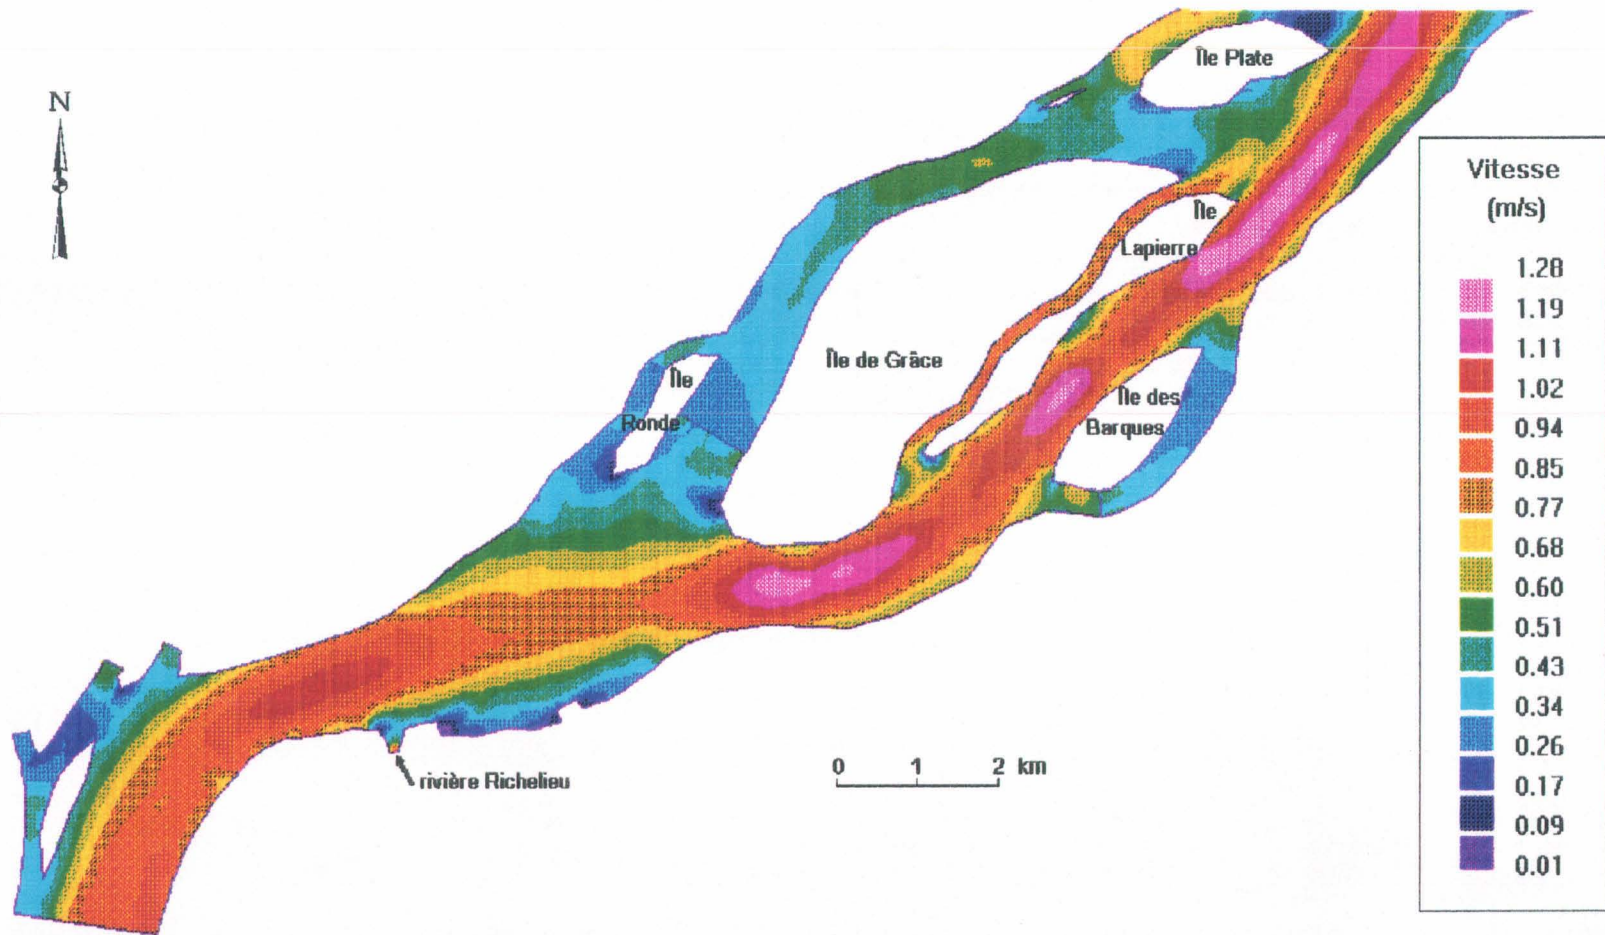 N
Île Plate
Île
Lapierre
Île de Grâce
Île
Ronde
Île des
Barques
rivière Richelieu
0 1 2 km
Vitesse
(m/s)
1.28
1.19
1.11
1.02
0.94
0.85
0.77
0.68
0.60
0.51
0.43
0.34
0.26
0.17
0.09
0.01